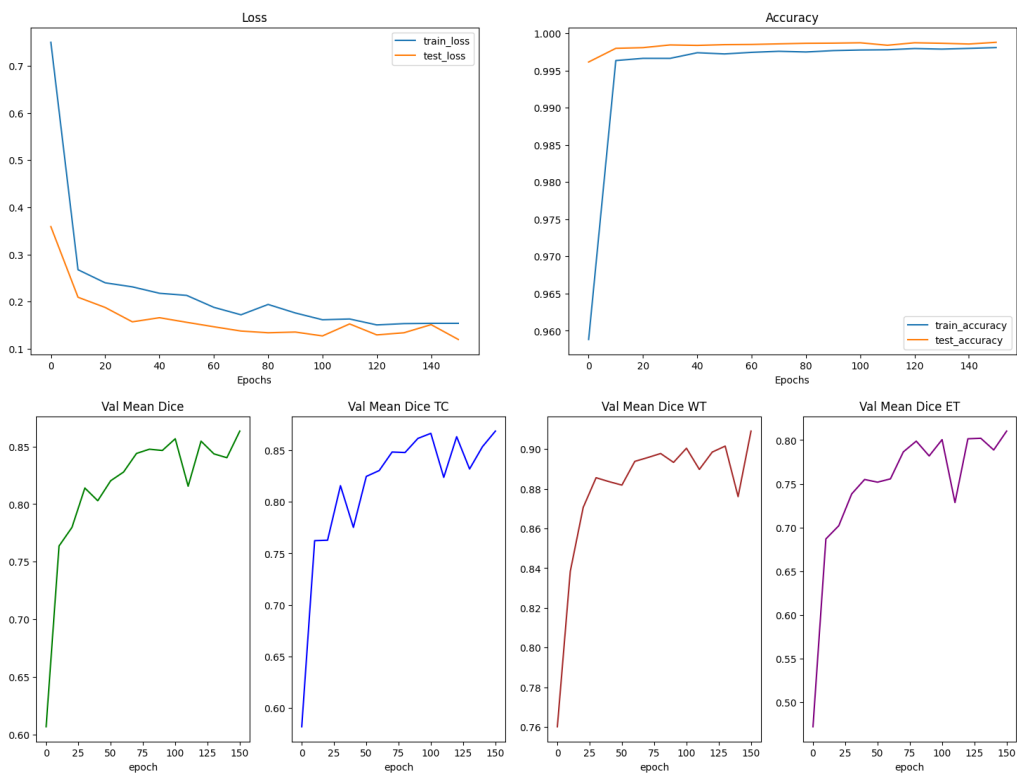 Loss
0.7
0.6
0.5
0.4
0.3
0.2
0.1
train_loss
test_loss
0 20 40 60 80 100 120 140
Epochs
Accuracy
1.000
0.995
0.990
0.985
0.980
0.975
0.970
0.965
0.960
train_accuracy
test_accuracy
0 20 40 60 80 100 120 140
Epochs
Val Mean Dice
0.85
0.80
0.75
0.70
0.65
0.60
0 25 50 75 100 125 150
epoch
Val Mean Dice TC
0.85
0.80
0.75
0.70
0.65
0.60
0 25 50 75 100 125 150
epoch
Val Mean Dice WT
0.90
0.88
0.86
0.84
0.82
0.80
0.78
0.76
0 25 50 75 100 125 150
epoch
Val Mean Dice ET
0.80
0.75
0.70
0.65
0.60
0.55
0.50
0 25 50 75 100 125 150
epoch